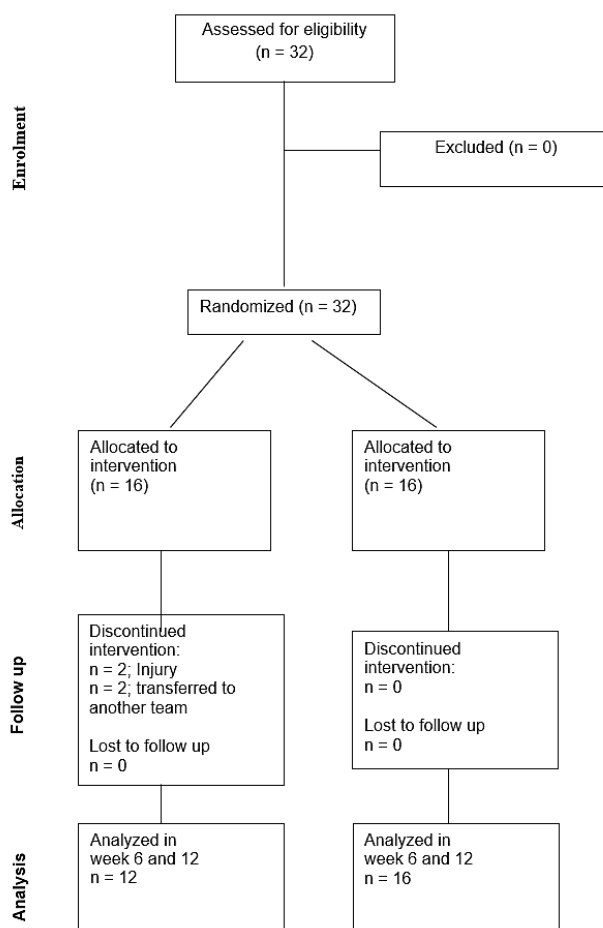 Assessed for eligibility
(n = 32)
Enrolment
Excluded (n = 0)
Randomized (n = 32)
Allocation
Allocated to
intervention
(n = 16)
Allocated to
intervention
(n = 16)
Follow up
Discontinued
intervention:
n = 2; Injury
n = 2; transferred to
another team
Lost to follow up
n = 0
Discontinued
intervention:
n = 0
Lost to follow up
n = 0
Analysis
Analyzed in
week 6 and 12
n = 12
Analyzed in
week 6 and 12
n = 16